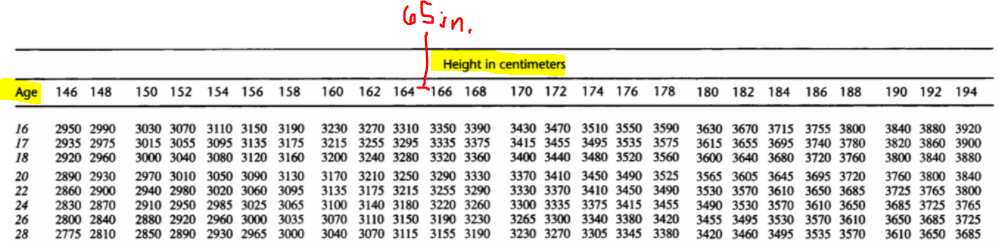 65in.
Height in centimeters
Age 146 148 150 152 154 156 158 160 162 164 166 168 170 172 174 176 178 180 182 184 186 188 190 192 194
16 2950 2990 3030 3070 3110 3150 3190 3230 3270 3310 3350 3390 3430 3470 3510 3550 3590 3630 3670 3715 3755 3800 3840 3880 3920
17 2935 2975 3015 3055 3095 3135 3175 3215 3255 3295 3335 3375 3415 3455 3495 3535 3575 3615 3655 3695 3740 3780 3820 3860 3900
18 2920 2960 3000 3040 3080 3120 3160 3200 3240 3280 3320 3360 3400 3440 3480 3520 3560 3600 3640 3680 3720 3760 3800 3840 3880
20 2890 2930 2970 3010 3050 3090 3130 3170 3210 3250 3290 3330 3370 3410 3450 3490 3525 3565 3605 3645 3695 3720 3760 3800 3840
22 2860 2900 2940 2980 3020 3060 3095 3135 3175 3215 3255 3290 3330 3370 3410 3450 3490 3530 3570 3610 3650 3685 3725 3765 3800
24 2830 2870 2910 2950 2985 3025 3065 3100 3140 3180 3220 3260 3300 3335 3375 3415 3455 3490 3530 3570 3610 3650 3685 3725 3765
26 2800 2840 2880 2920 2960 3000 3035 3070 3110 3150 3190 3230 3265 3300 3340 3380 3420 3455 3495 3530 3570 3610 3650 3685 3725
28 2775 2810 2850 2890 2930 2965 3000 3040 3070 3115 3155 3190 3230 3270 3305 3345 3380 3420 3460 3495 3535 3570 3610 3650 3685